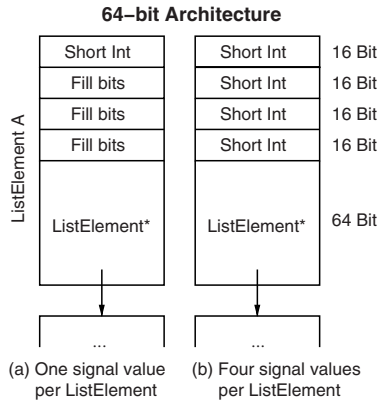 64–bit Architecture
Short Int Short Int 16 Bit
Fill bits Short Int 16 Bit
Fill bits Short Int 16 Bit
Fill bits Short Int 16 Bit
ListElement A
ListElement* ListElement* 64 Bit
... ...
(a) One signal value (b) Four signal values
per ListElement per ListElement